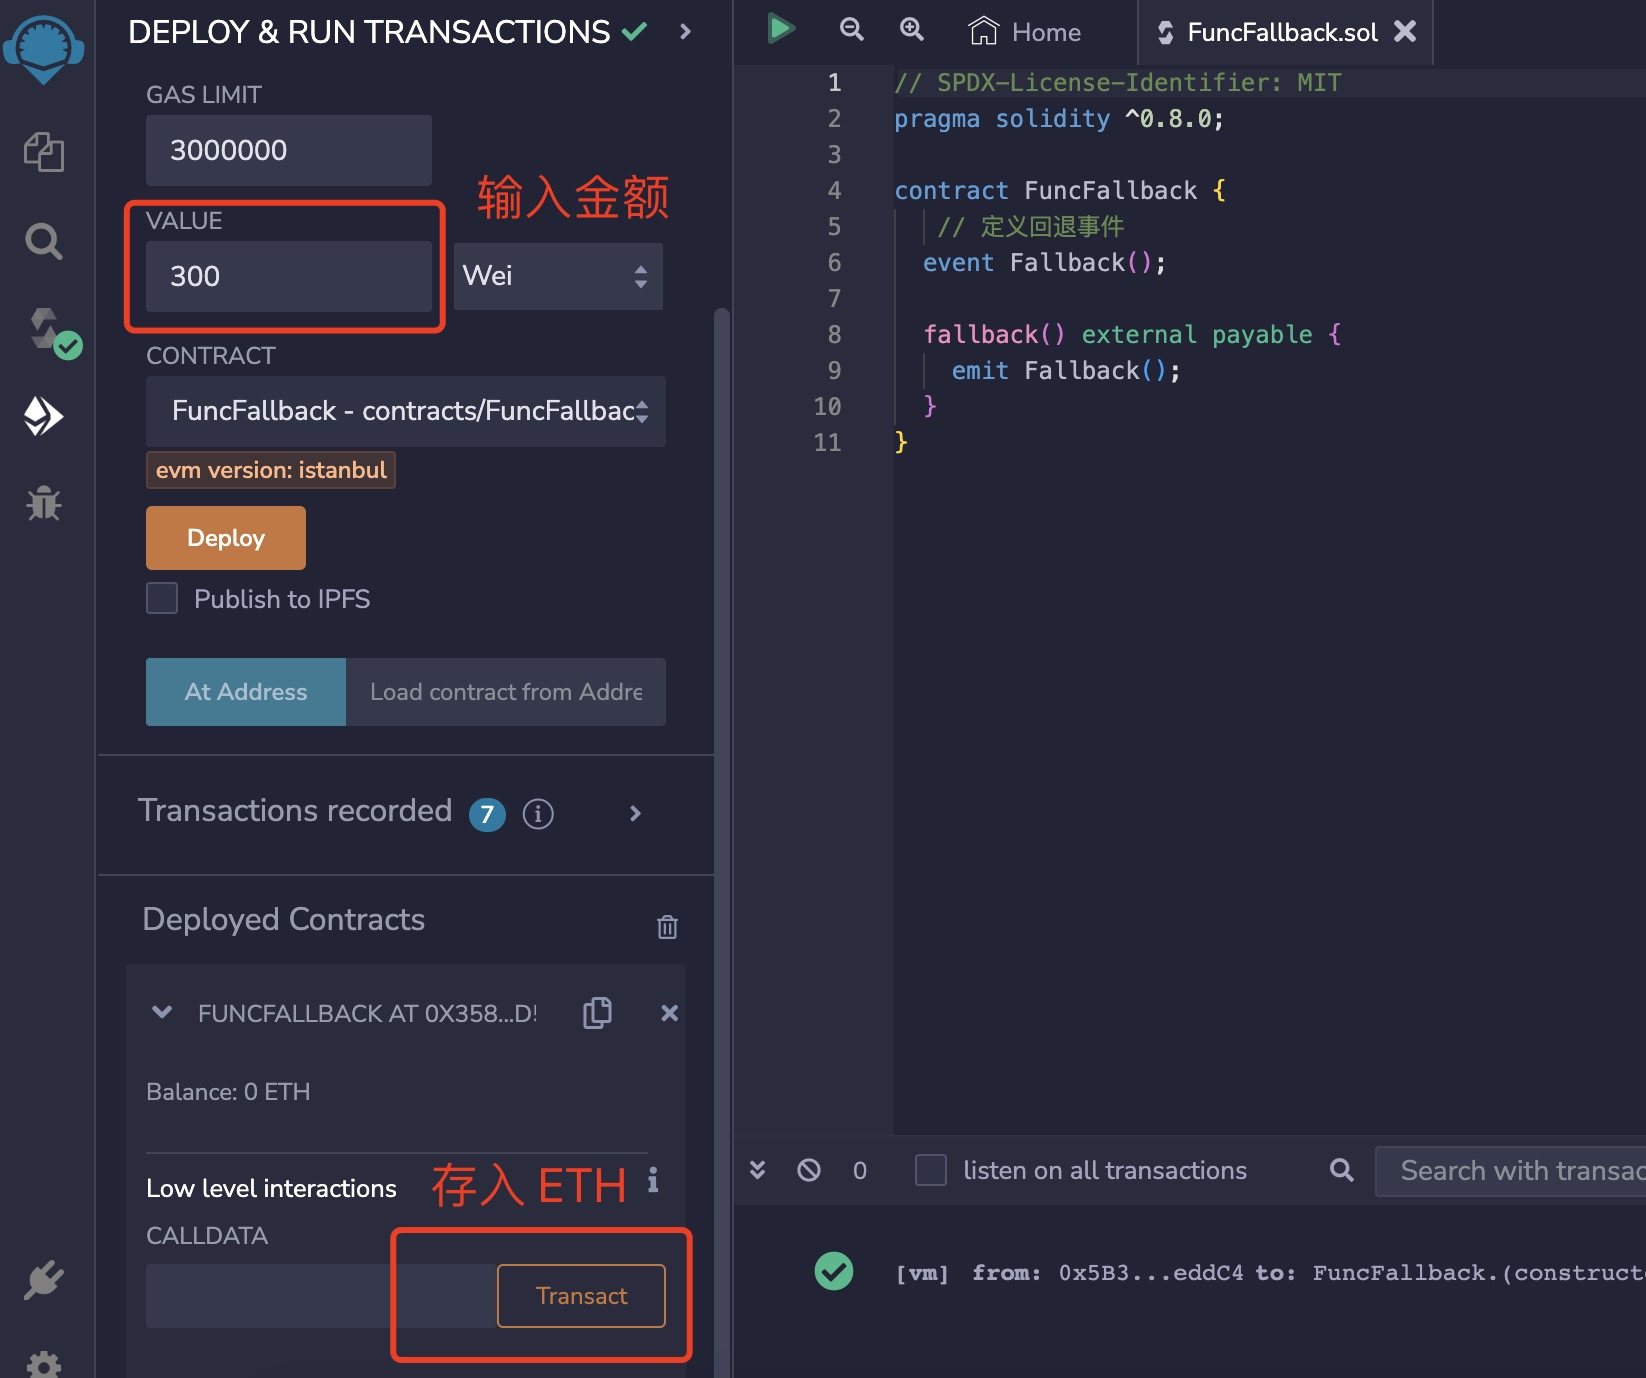 DEPLOY & RUN TRANSACTIONS
GAS LIMIT
3000000
输入金额
VALUE
300
Wei
CONTRACT
FuncFallback - contracts/FuncFallbac
evm version: istanbul
Deploy
Publish to IPFS
At Address
Load contract from Addre
Transactions recorded 7 i
Deployed Contracts
FUNCFALLBACK AT 0X358...D!
Balance: 0 ETH
Low level interactions
存入 ETH
i
CALLDATA
Transact
Home
FuncFallback.sol
1 // SPDX-License-Identifier: MIT
2 pragma solidity ^0.8.0;
3
4 contract FuncFallback {
5 // 定义回退事件
6 event Fallback();
7
8 fallback() external payable {
9 emit Fallback();
10 }
11 }
0
listen on all transactions
Search with transac
[vm] from: 0x5B3...eddC4 to: FuncFallback.(construct